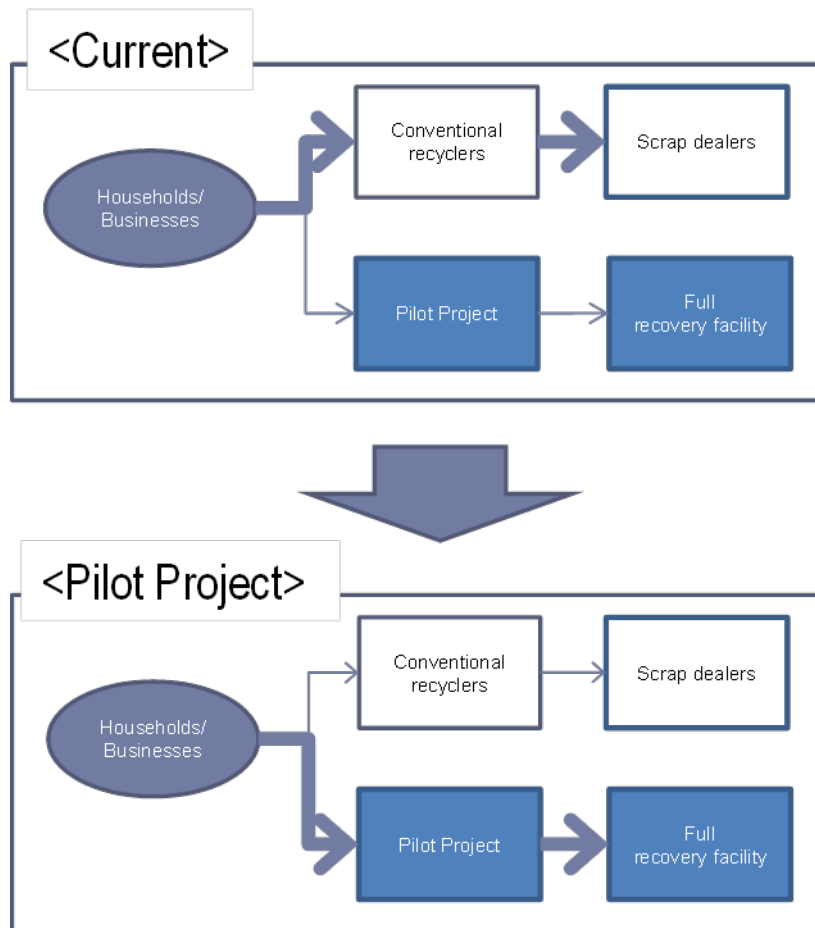 <Current>
Conventional
recyclers
Scrap dealers
Households/
Businesses
Pilot Project
Full
recovery facility
<Pilot Project>
Conventional
recyclers
Scrap dealers
Households/
Businesses
Pilot Project
Full
recovery facility